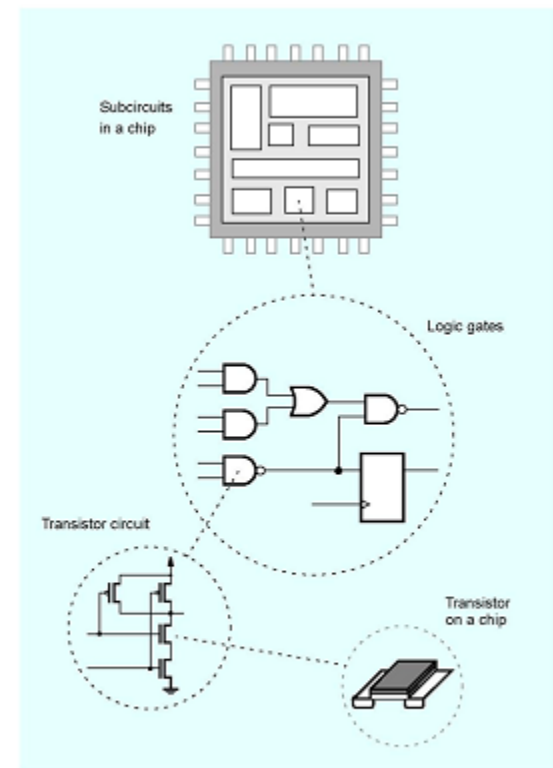 Subcircuits
in a chip
Logic gates
Transistor circuit
Transistor
on a chip